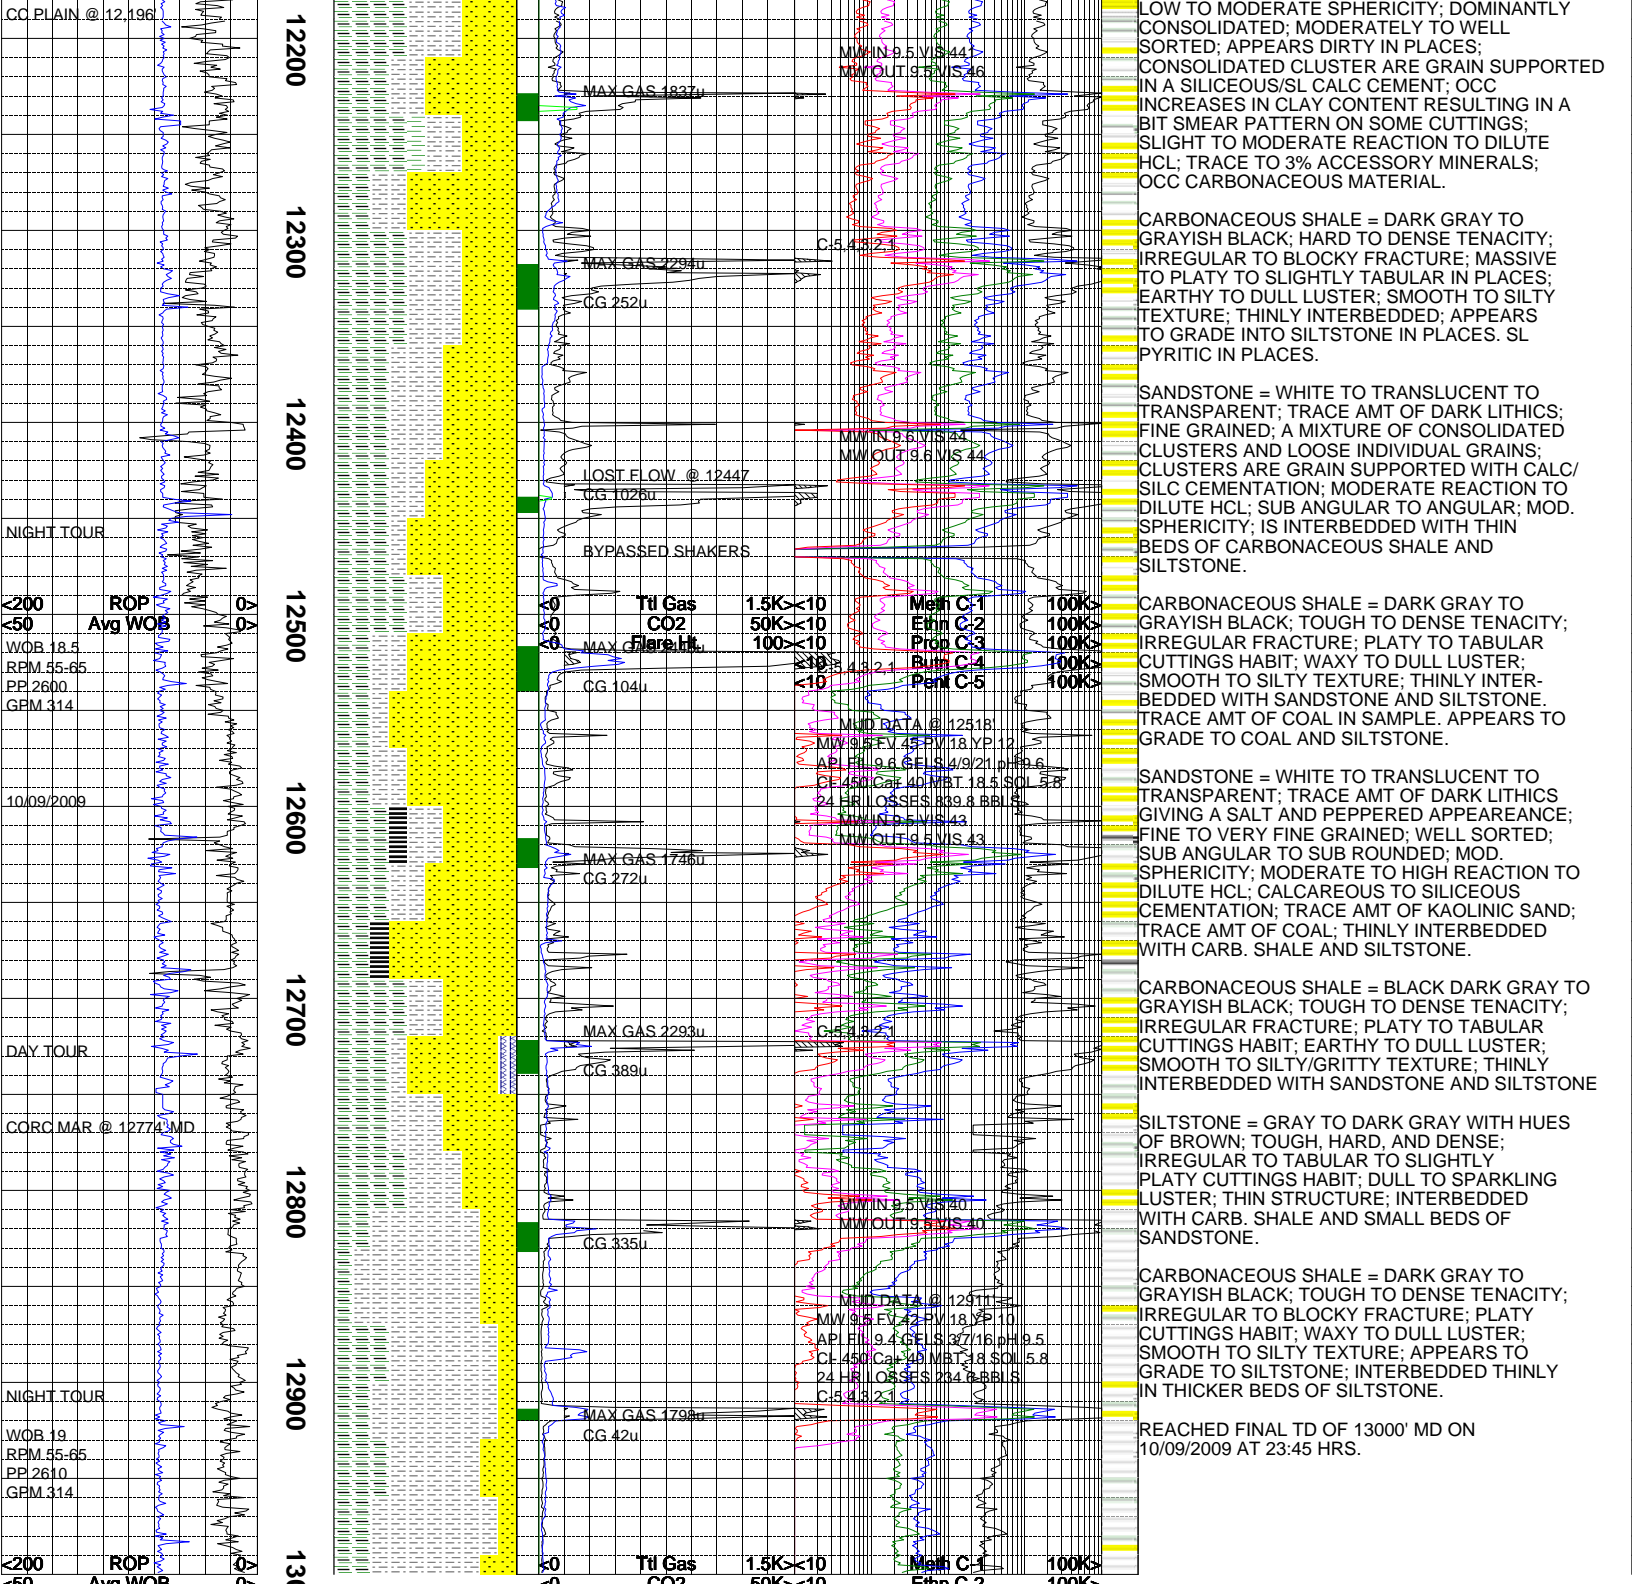 CC PLAIN @ 12,196'
NIGHT TOUR
<200 ROP 0>
<50 Avg WOB 0>
WOB 18.5
RPM 55-65
PP 2600
GPM 314
10/09/2009
DAY TOUR
CORC MAR @ 12774' MD
NIGHT TOUR
WOB 19
RPM 55-65
PP 2610
GPM 314
<200 ROP 0>
<50 Avg WOB 0>
12200
12300
12400
12500
12600
12700
12800
12900
MAX GAS 1837u
MAX GAS 2294u
CG 252u
LOST FLOW @ 12447
CG 1026u
BYPASSED SHAKERS
<0 Ttl Gas 1.5K>
<0 CO2 50K>
<0 Flare Ht. 100>
CG 104u
MAX GAS 1746u
CG 272u
MAX GAS 2293u
CG 389u
CG 335u
MAX GAS 1798u
CG 42u
<0 Ttl Gas 1.5K>
<0 CO2 50K>
MW IN 9.5 VIS 441
MW OUT 9.5 VIS 46
C-5,4,3,2,1
MW IN 9.6 VIS 44
MW OUT 9.6 VIS 44
<10 Meth C-1 100K>
<10 Ethn C-2 100K>
<10 Prop C-3 100K>
<10 Butn C-4 100K>
<10 Pent C-5 100K>
MUD DATA @ 12518'
MW 9.5 FV 45 PV 18 YP 12
API FIL 9.6 GELS 4/9/21 pH 9.6
Cl- 450 Ca+ 40 MBT 18.5 SOL 5.8
24 HR LOSSES 839.8 BBLS
MW IN 9.5 VIS 43
MW OUT 9.5 VIS 43
C-5,4,3,2,1
MW IN 9.5 VIS 40
MW OUT 9.5 VIS 40
MUD DATA @ 12911'
MW 9.5 FV 42 PV 18 YP 10
API FIL 9.4 GELS 3/7/16 pH 9.5
Cl- 450 Ca+ 40 MBT 18 SOL 5.8
24 HR LOSSES 234.6 BBLS
C-5,4,3,2,1
<10 Meth C-1 100K>
<10 Ethn C-2 100K>
LOW TO MODERATE SPHERICITY; DOMINANTLY
CONSOLIDATED; MODERATELY TO WELL
SORTED; APPEARS DIRTY IN PLACES;
CONSOLIDATED CLUSTER ARE GRAIN SUPPORTED
IN A SILICEOUS/SL CALC CEMENT; OCC
INCREASES IN CLAY CONTENT RESULTING IN A
BIT SMEAR PATTERN ON SOME CUTTINGS;
SLIGHT TO MODERATE REACTION TO DILUTE
HCL; TRACE TO 3% ACCESSORY MINERALS;
OCC CARBONACEOUS MATERIAL.
CARBONACEOUS SHALE = DARK GRAY TO
GRAYISH BLACK; HARD TO DENSE TENACITY;
IRREGULAR TO BLOCKY FRACTURE; MASSIVE
TO PLATY TO SLIGHTLY TABULAR IN PLACES;
EARTHY TO DULL LUSTER; SMOOTH TO SILTY
TEXTURE; THINLY INTERBEDDED; APPEARS
TO GRADE INTO SILTSTONE IN PLACES. SL
PYRITIC IN PLACES.
SANDSTONE = WHITE TO TRANSLUCENT TO
TRANSPARENT; TRACE AMT OF DARK LITHICS;
FINE GRAINED; A MIXTURE OF CONSOLIDATED
CLUSTERS AND LOOSE INDIVIDUAL GRAINS;
CLUSTERS ARE GRAIN SUPPORTED WITH CALC/
SILC CEMENTATION; MODERATE REACTION TO
DILUTE HCL; SUB ANGULAR TO ANGULAR; MOD.
SPHERICITY; IS INTERBEDDED WITH THIN
BEDS OF CARBONACEOUS SHALE AND
SILTSTONE.
CARBONACEOUS SHALE = DARK GRAY TO
GRAYISH BLACK; TOUGH TO DENSE TENACITY;
IRREGULAR FRACTURE; PLATY TO TABULAR
CUTTINGS HABIT; WAXY TO DULL LUSTER;
SMOOTH TO SILTY TEXTURE; THINLY INTER-
BEDDED WITH SANDSTONE AND SILTSTONE.
TRACE AMT OF COAL IN SAMPLE. APPEARS TO
GRADE TO COAL AND SILTSTONE.
SANDSTONE = WHITE TO TRANSLUCENT TO
TRANSPARENT; TRACE AMT OF DARK LITHICS
GIVING A SALT AND PEPPERED APPEAREANCE;
FINE TO VERY FINE GRAINED; WELL SORTED;
SUB ANGULAR TO SUB ROUNDED; MOD.
SPHERICITY; MODERATE TO HIGH REACTION TO
DILUTE HCL; CALCAREOUS TO SILICEOUS
CEMENTATION; TRACE AMT OF KAOLINIC SAND;
TRACE AMT OF COAL; THINLY INTERBEDDED
WITH CARB. SHALE AND SILTSTONE.
CARBONACEOUS SHALE = BLACK DARK GRAY TO
GRAYISH BLACK; TOUGH TO DENSE TENACITY;
IRREGULAR FRACTURE; PLATY TO TABULAR
CUTTINGS HABIT; EARTHY TO DULL LUSTER;
SMOOTH TO SILTY/GRITTY TEXTURE; THINLY
INTERBEDDED WITH SANDSTONE AND SILTSTONE
SILTSTONE = GRAY TO DARK GRAY WITH HUES
OF BROWN; TOUGH, HARD, AND DENSE;
IRREGULAR TO TABULAR TO SLIGHTLY
PLATY CUTTINGS HABIT; DULL TO SPARKLING
LUSTER; THIN STRUCTURE; INTERBEDDED
WITH CARB. SHALE AND SMALL BEDS OF
SANDSTONE.
CARBONACEOUS SHALE = DARK GRAY TO
GRAYISH BLACK; TOUGH TO DENSE TENACITY;
IRREGULAR TO BLOCKY FRACTURE; PLATY
CUTTINGS HABIT; WAXY TO DULL LUSTER;
SMOOTH TO SILTY TEXTURE; APPEARS TO
GRADE TO SILTSTONE; INTERBEDDED THINLY
IN THICKER BEDS OF SILTSTONE.
REACHED FINAL TD OF 13000' MD ON
10/09/2009 AT 23:45 HRS.